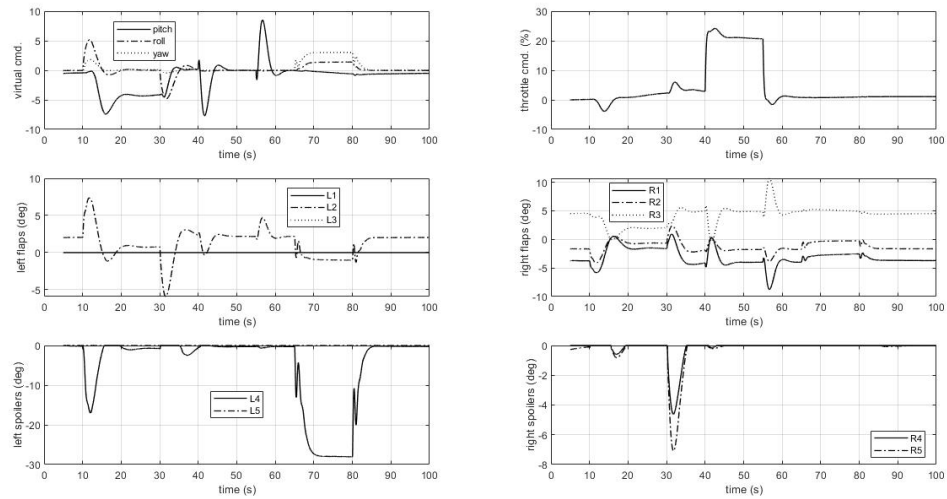 10
5
0
-5
-10
virtual cmd.
pitch
roll
yaw
0 10 20 30 40 50 60 70 80 90 100
time (s)
30
20
10
0
-10
throttle cmd. (%)
0 10 20 30 40 50 60 70 80 90 100
time (s)
10
5
0
-5
left flaps (deg)
L1
L2
L3
0 10 20 30 40 50 60 70 80 90 100
time (s)
10
5
0
-5
-10
right flaps (deg)
R1
R2
R3
0 10 20 30 40 50 60 70 80 90 100
time (s)
0
-10
-20
-30
left spoilers (deg)
L4
L5
0 10 20 30 40 50 60 70 80 90 100
time (s)
0
-2
-4
-6
-8
right spoilers (deg)
R4
R5
0 10 20 30 40 50 60 70 80 90 100
time (s)